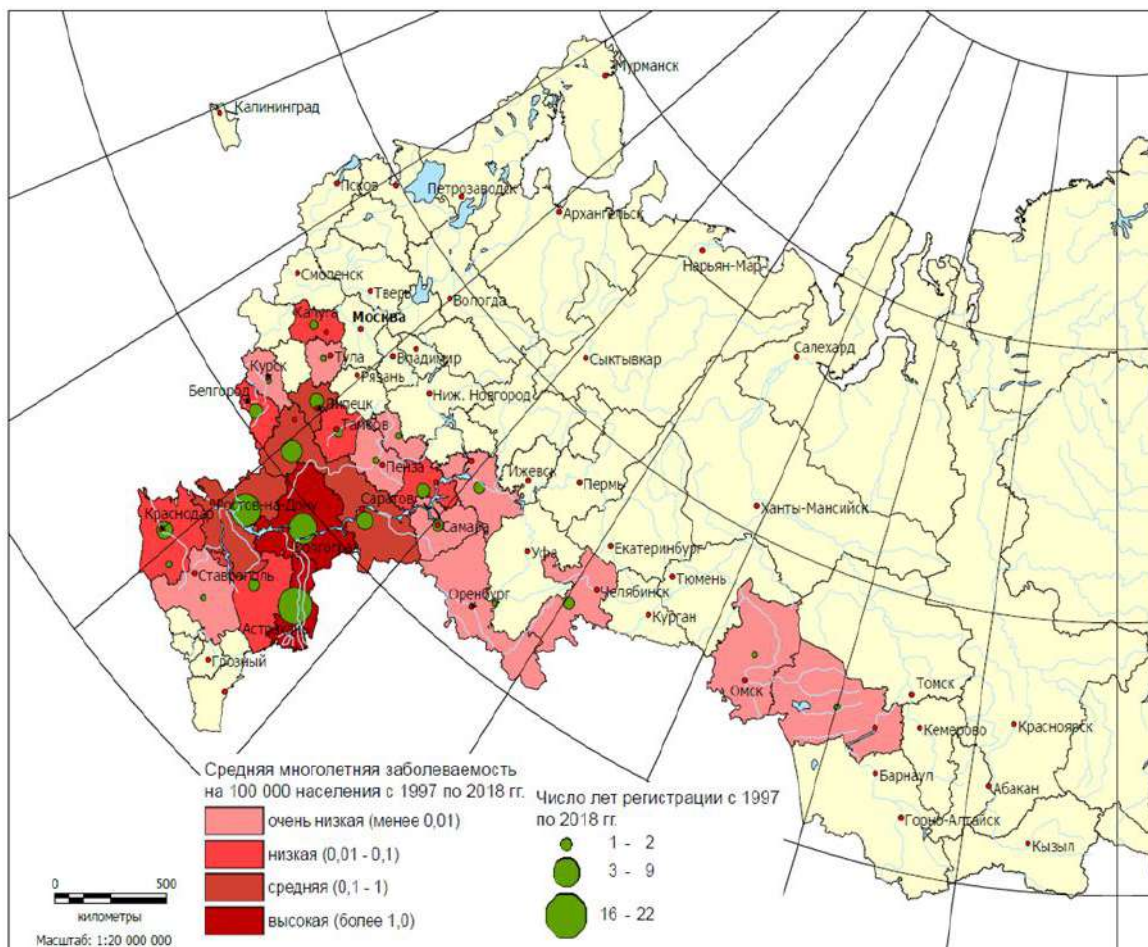 Мурманск
Калининград
Псков
Петрозаводск
Архангельск
Нарьян-Мар
Смоленск
Тверь
Вологда
Калуга
Москва
Салехард
Сыктывкар
Тула
Владимир
Курск
Рязань
Белгород
Ниж. Новгород
Липецк
Тамбов
Пенза
Ижевск
Пермь
Саратов
Ростов-на-Дону
Ханты-Мансийск
Краснодар
Самара
Уфа
Екатеринбург
Тюмень
Ставрополь
Оренбург
Челябинск
Курган
Грозный
Омск
Томск
Кемерово
Красноярск
Барнаул
Абакан
Горно-Алтайск
Кызыл
Средняя многолетняя заболеваемость
на 100 000 населения с 1997 по 2018 гг.
очень низкая (менее 0,01)
низкая (0,01 - 0,1)
средняя (0,1 - 1)
высокая (более 1,0)
Число лет регистрации с 1997
по 2018 гг.
1 - 2
3 - 9
16 - 22
0 500
километры
Масштаб: 1:20 000 000